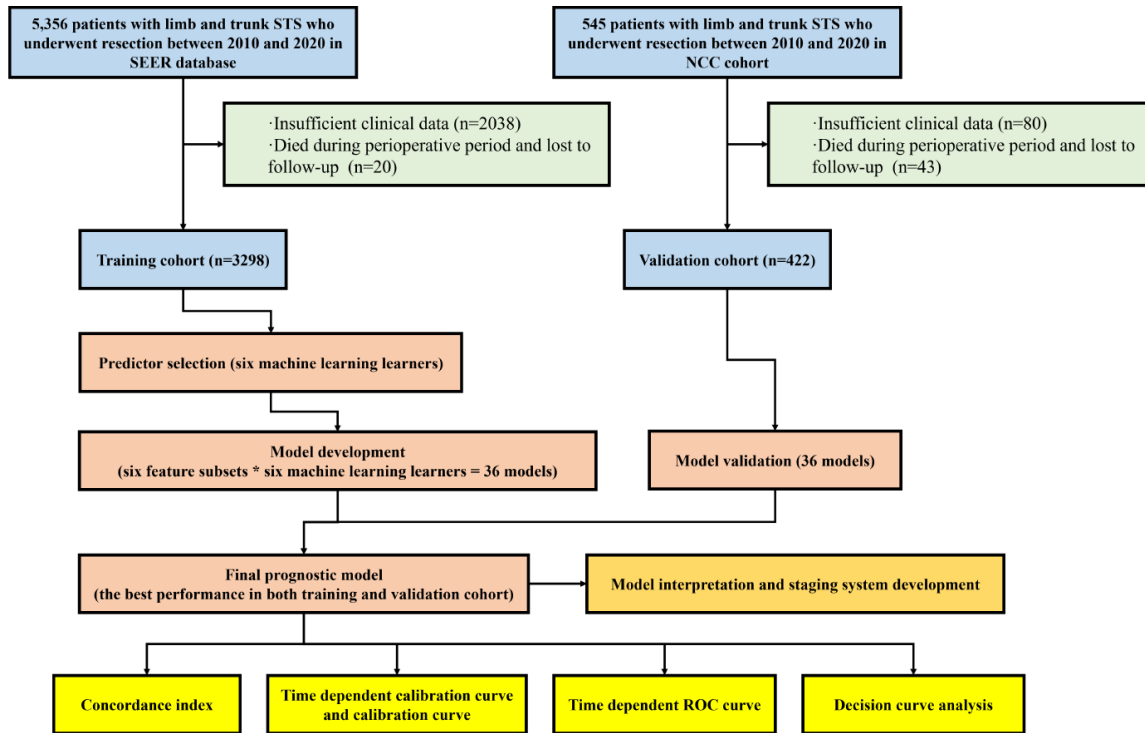 5,356 patients with limb and trunk STS who
underwent resection between 2010 and 2020 in
SEER database
545 patients with limb and trunk STS who
underwent resection between 2010 and 2020 in
NCC cohort
·Insufficient clinical data (n=2038)
·Died during perioperative period and lost to
follow-up (n=20)
·Insufficient clinical data (n=80)
·Died during perioperative period and lost to
follow-up (n=43)
Training cohort (n=3298)
Validation cohort (n=422)
Predictor selection (six machine learning learners)
Model development
(six feature subsets * six machine learning learners = 36 models)
Model validation (36 models)
Final prognostic model
(the best performance in both training and validation cohort)
Model interpretation and staging system development
Concordance index
Time dependent calibration curve
and calibration curve
Time dependent ROC curve
Decision curve analysis